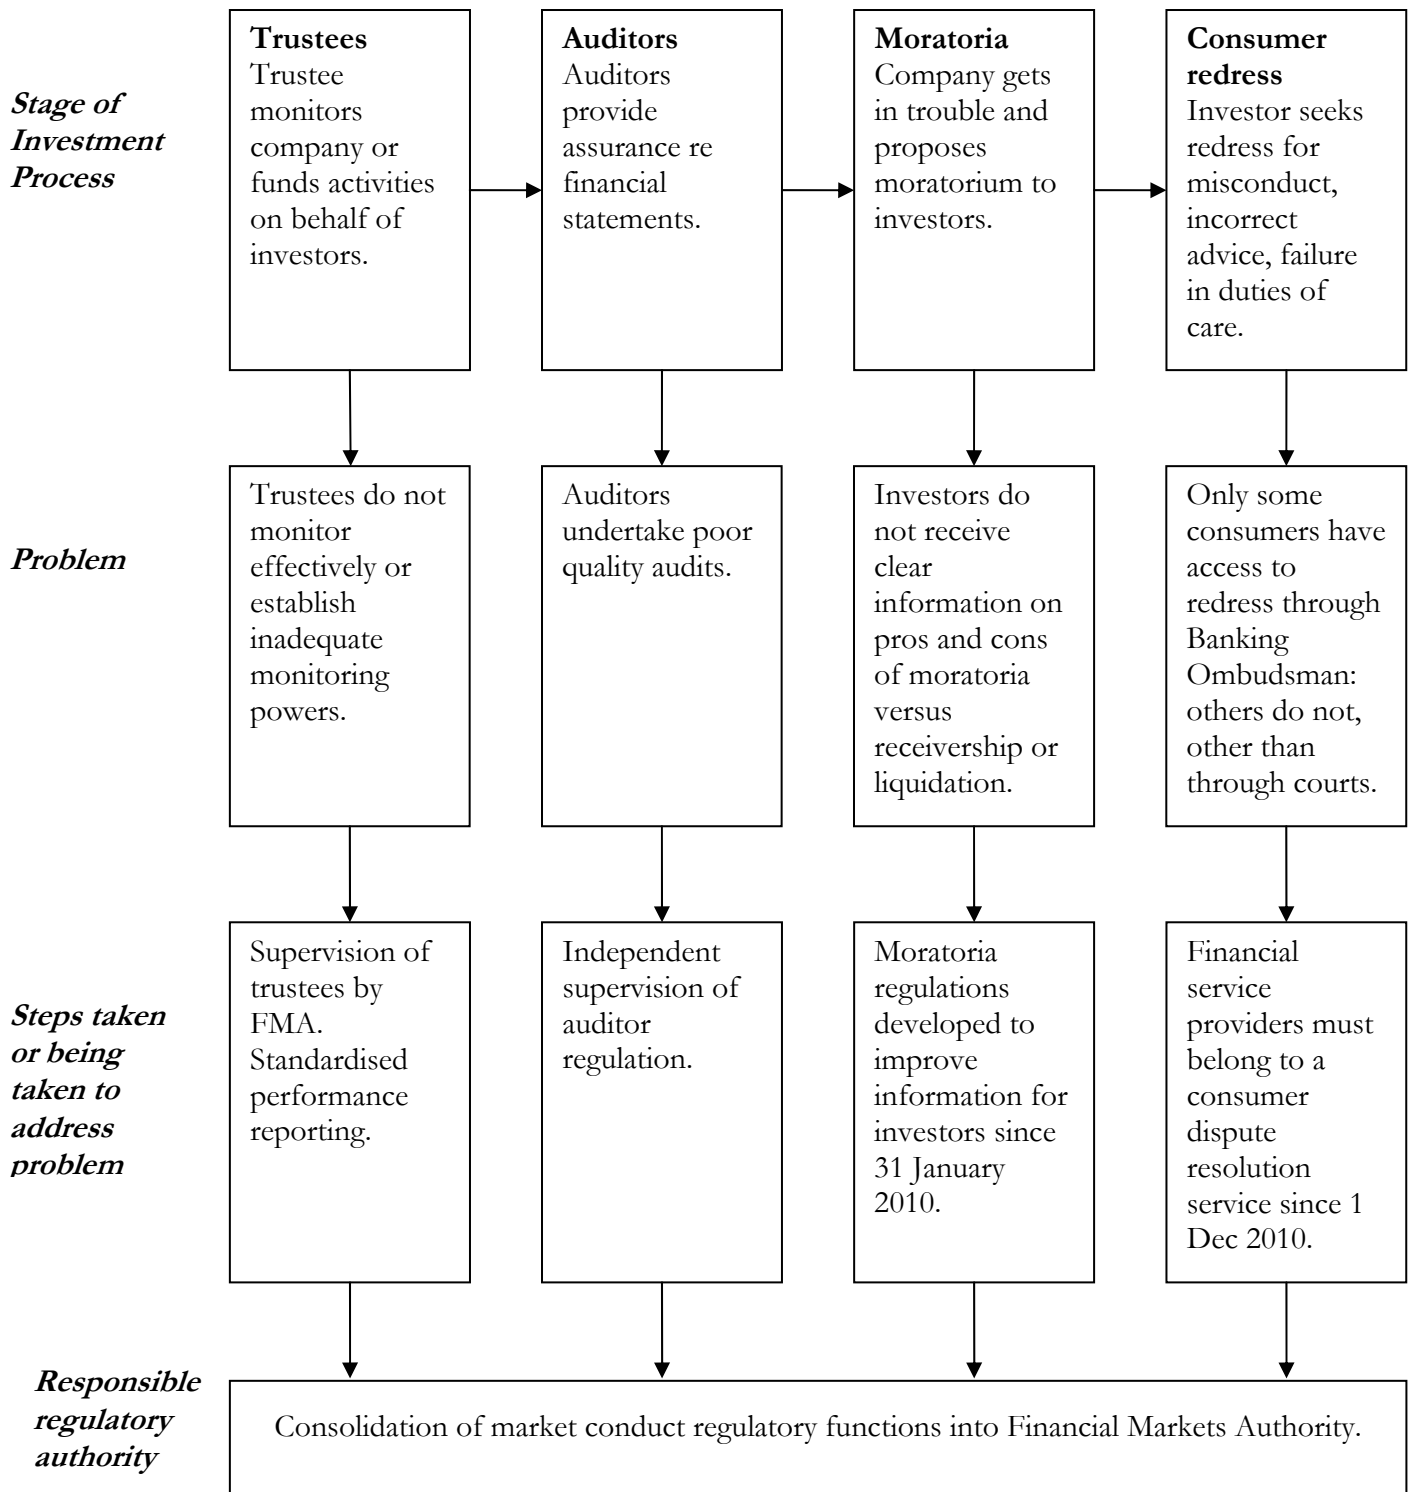 Stage of
Investment
Process
Trustees
Trustee
monitors
company or
funds activities
on behalf of
investors.
Auditors
Auditors
provide
assurance re
financial
statements.
Moratoria
Company gets
in trouble and
proposes
moratorium to
investors.
Consumer
redress
Investor seeks
redress for
misconduct,
incorrect
advice, failure
in duties of
care.
Problem
Trustees do not
monitor
effectively or
establish
inadequate
monitoring
powers.
Auditors
undertake poor
quality audits.
Investors do
not receive
clear
information on
pros and cons
of moratoria
versus
receivership or
liquidation.
Only some
consumers have
access to
redress through
Banking
Ombudsman:
others do not,
other than
through courts.
Steps taken
or being
taken to
address
problem
Supervision of
trustees by
FMA.
Standardised
performance
reporting.
Independent
supervision of
auditor
regulation.
Moratoria
regulations
developed to
improve
information for
investors since
31 January
2010.
Financial
service
providers must
belong to a
consumer
dispute
resolution
service since 1
Dec 2010.
Responsible
regulatory
authority
Consolidation of market conduct regulatory functions into Financial Markets Authority.